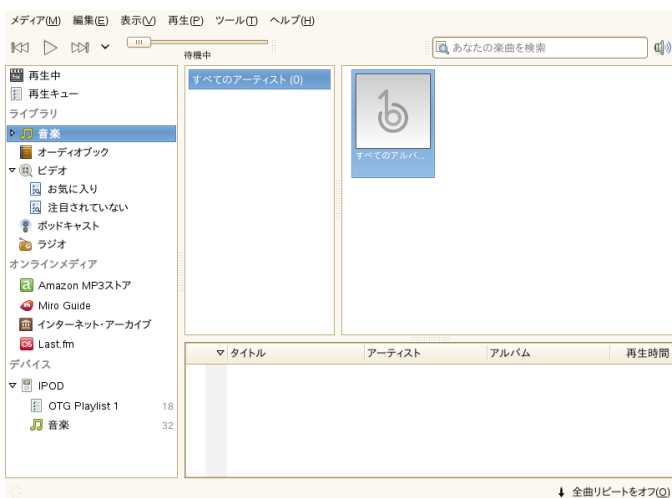 メディア(M) 編集(E) 表示(V) 再生(P) ツール(T) ヘルプ(H)
待機中
あなたの楽曲を検索
再生中
再生キュー
ライブラリ
音楽
オーディオブック
ビデオ
お気に入り
注目されていない
ポッドキャスト
ラジオ
オンラインメディア
Amazon MP3ストア
Miro Guide
インターネット・アーカイブ
Last.fm
デバイス
IPOD
OTG Playlist 1 18
音楽 32
すべてのアーティスト (0)
すべてのアルバ...
タイトル アーティスト アルバム 再生時間
全曲リピートをオフ(O)